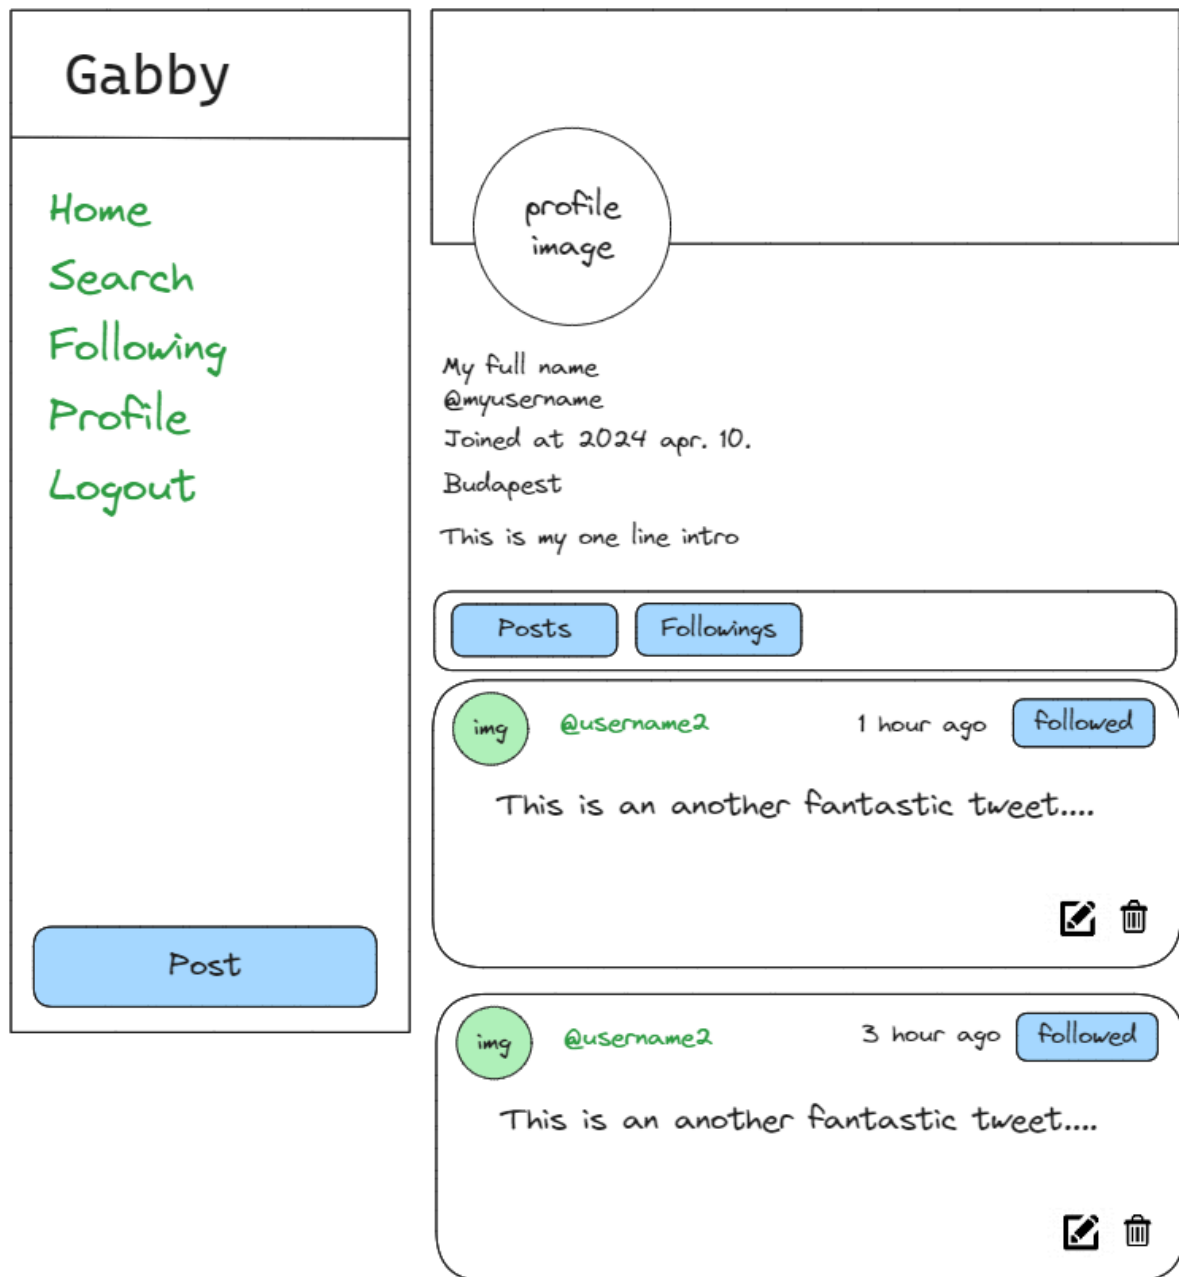 Gabby
Home
Search
Following
Profile
Logout
Post
profile
image
My full name
@myusername
Joined at 2024 apr. 10.
Budapest
This is my one line intro
Posts
Followings
img
@username2
1 hour ago
followed
This is an another fantastic tweet....
img
@username2
3 hour ago
followed
This is an another fantastic tweet....